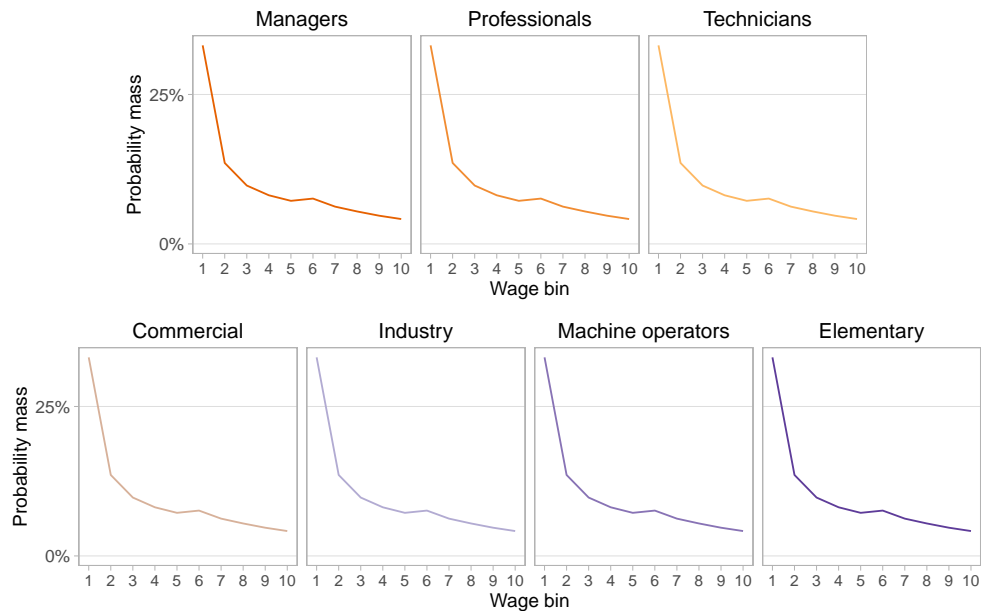 Managers Professionals Technicians
Probability mass
25%
0%
1 2 3 4 5 6 7 8 9 10 1 2 3 4 5 6 7 8 9 10 1 2 3 4 5 6 7 8 9 10
Wage bin
Commercial Industry Machine operators Elementary
Probability mass
25%
0%
1 2 3 4 5 6 7 8 9 10 1 2 3 4 5 6 7 8 9 10 1 2 3 4 5 6 7 8 9 10 1 2 3 4 5 6 7 8 9 10
Wage bin